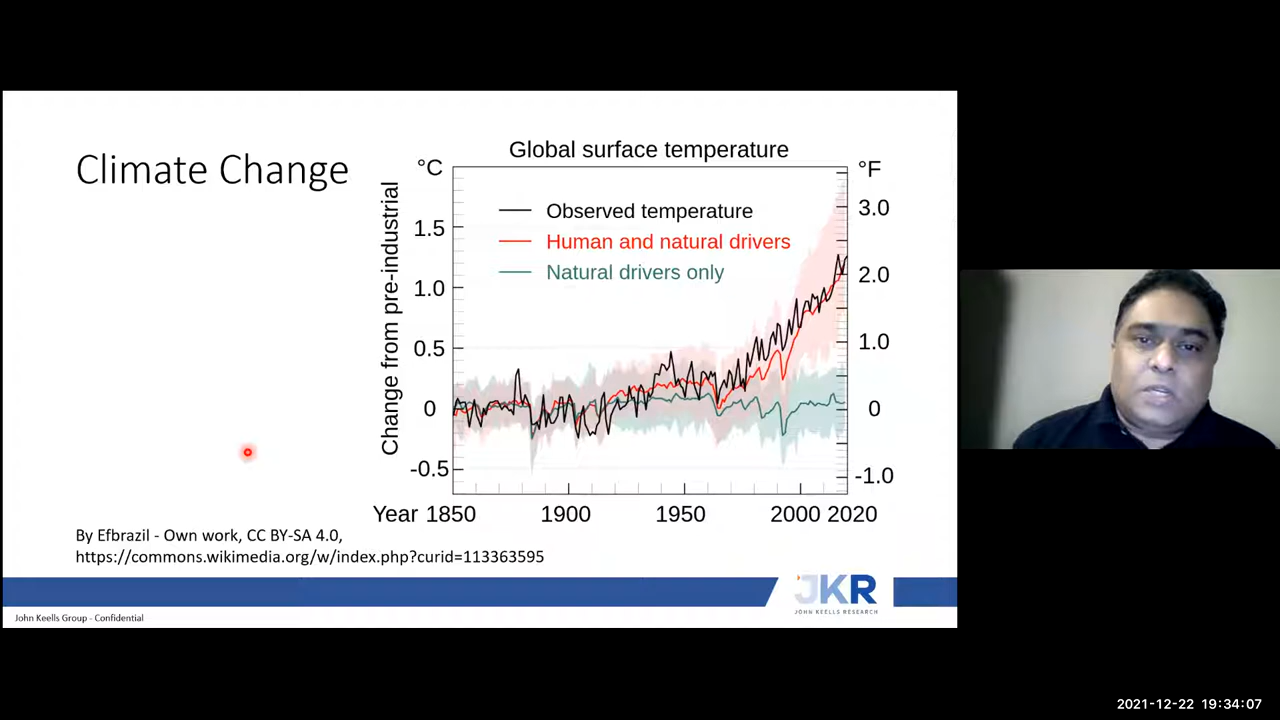 Climate Change
Global surface temperature
°C
°F
Change from pre-industrial
Observed temperature
Human and natural drivers
Natural drivers only
1.5
1.0
0.5
0
-0.5
3.0
2.0
1.0
0
-1.0
Year 1850 1900 1950 2000 2020
By Efbrazil - Own work, CC BY-SA 4.0,
https://commons.wikimedia.org/w/index.php?curid=113363595
JKR
JOHN KEELLS RESEARCH
John Keells Group - Confidential
2021-12-22 19:34:07